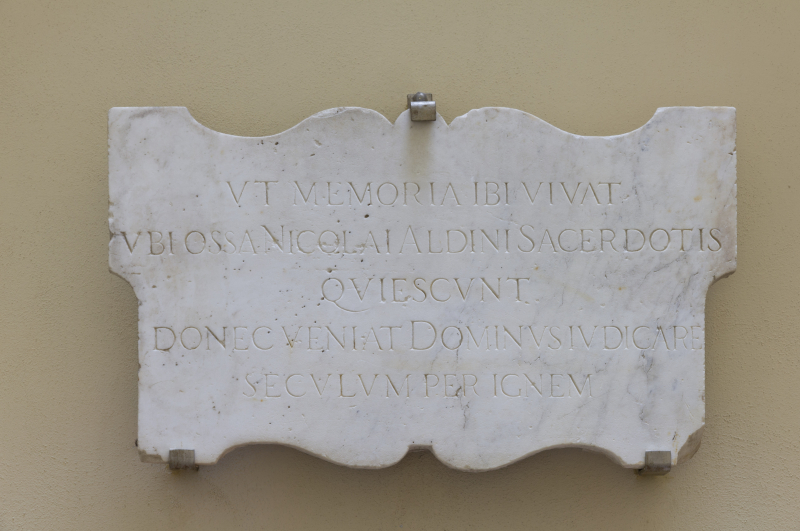 VT MEMORIA IBI VIVAT
VBI OSSA NICOLAI ALDINI SACERDOTIS
QVIESCVNT
DONEC VENIAT DOMINVS IVDICARE
SECVLVM PER IGNEM